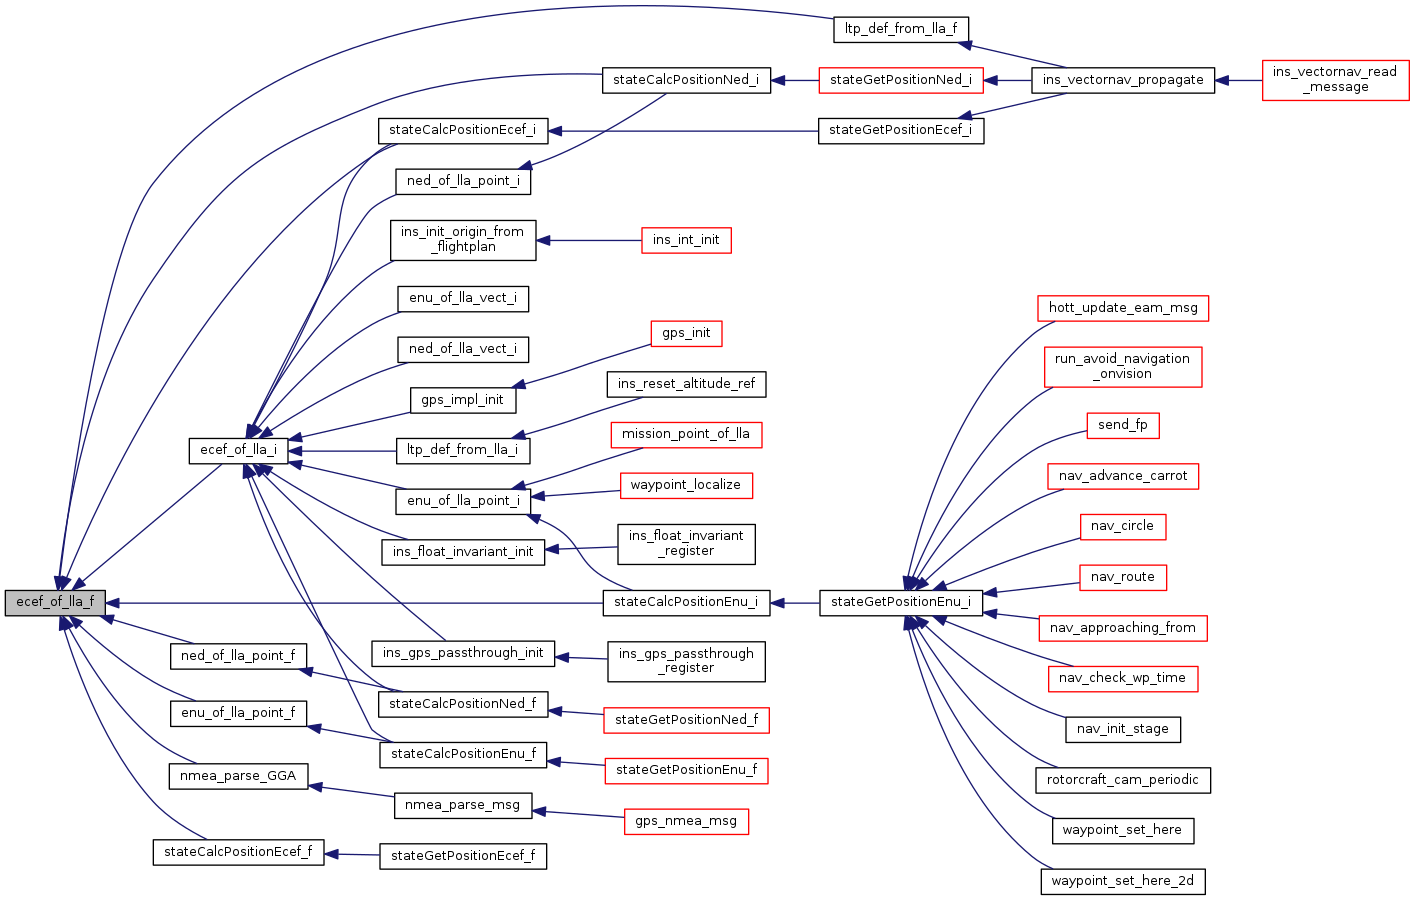 ltp_def_from_lla_f
stateCalcPositionNed_i
stateGetPositionNed_i
ins_vectornav_propagate
ins_vectornav_read
_message
stateCalcPositionEcef_i
stateGetPositionEcef_i
ned_of_lla_point_i
ins_init_origin_from
_flightplan
ins_int_init
enu_of_lla_vect_i
hott_update_eam_msg
gps_init
ned_of_lla_vect_i
run_avoid_navigation
_onvision
ins_reset_altitude_ref
gps_impl_init
send_fp
mission_point_of_lla
ecef_of_lla_i
ltp_def_from_lla_i
nav_advance_carrot
waypoint_localize
enu_of_lla_point_i
nav_circle
ins_float_invariant_init
ins_float_invariant
_register
nav_route
ecef_of_lla_f
stateCalcPositionEnu_i
stateGetPositionEnu_i
nav_approaching_from
ned_of_lla_point_f
ins_gps_passthrough_init
ins_gps_passthrough
_register
nav_check_wp_time
stateCalcPositionNed_f
enu_of_lla_point_f
stateGetPositionNed_f
nav_init_stage
stateCalcPositionEnu_f
stateGetPositionEnu_f
nmea_parse_GGA
rotorcraft_cam_periodic
nmea_parse_msg
gps_nmea_msg
waypoint_set_here
stateCalcPositionEcef_f
stateGetPositionEcef_f
waypoint_set_here_2d